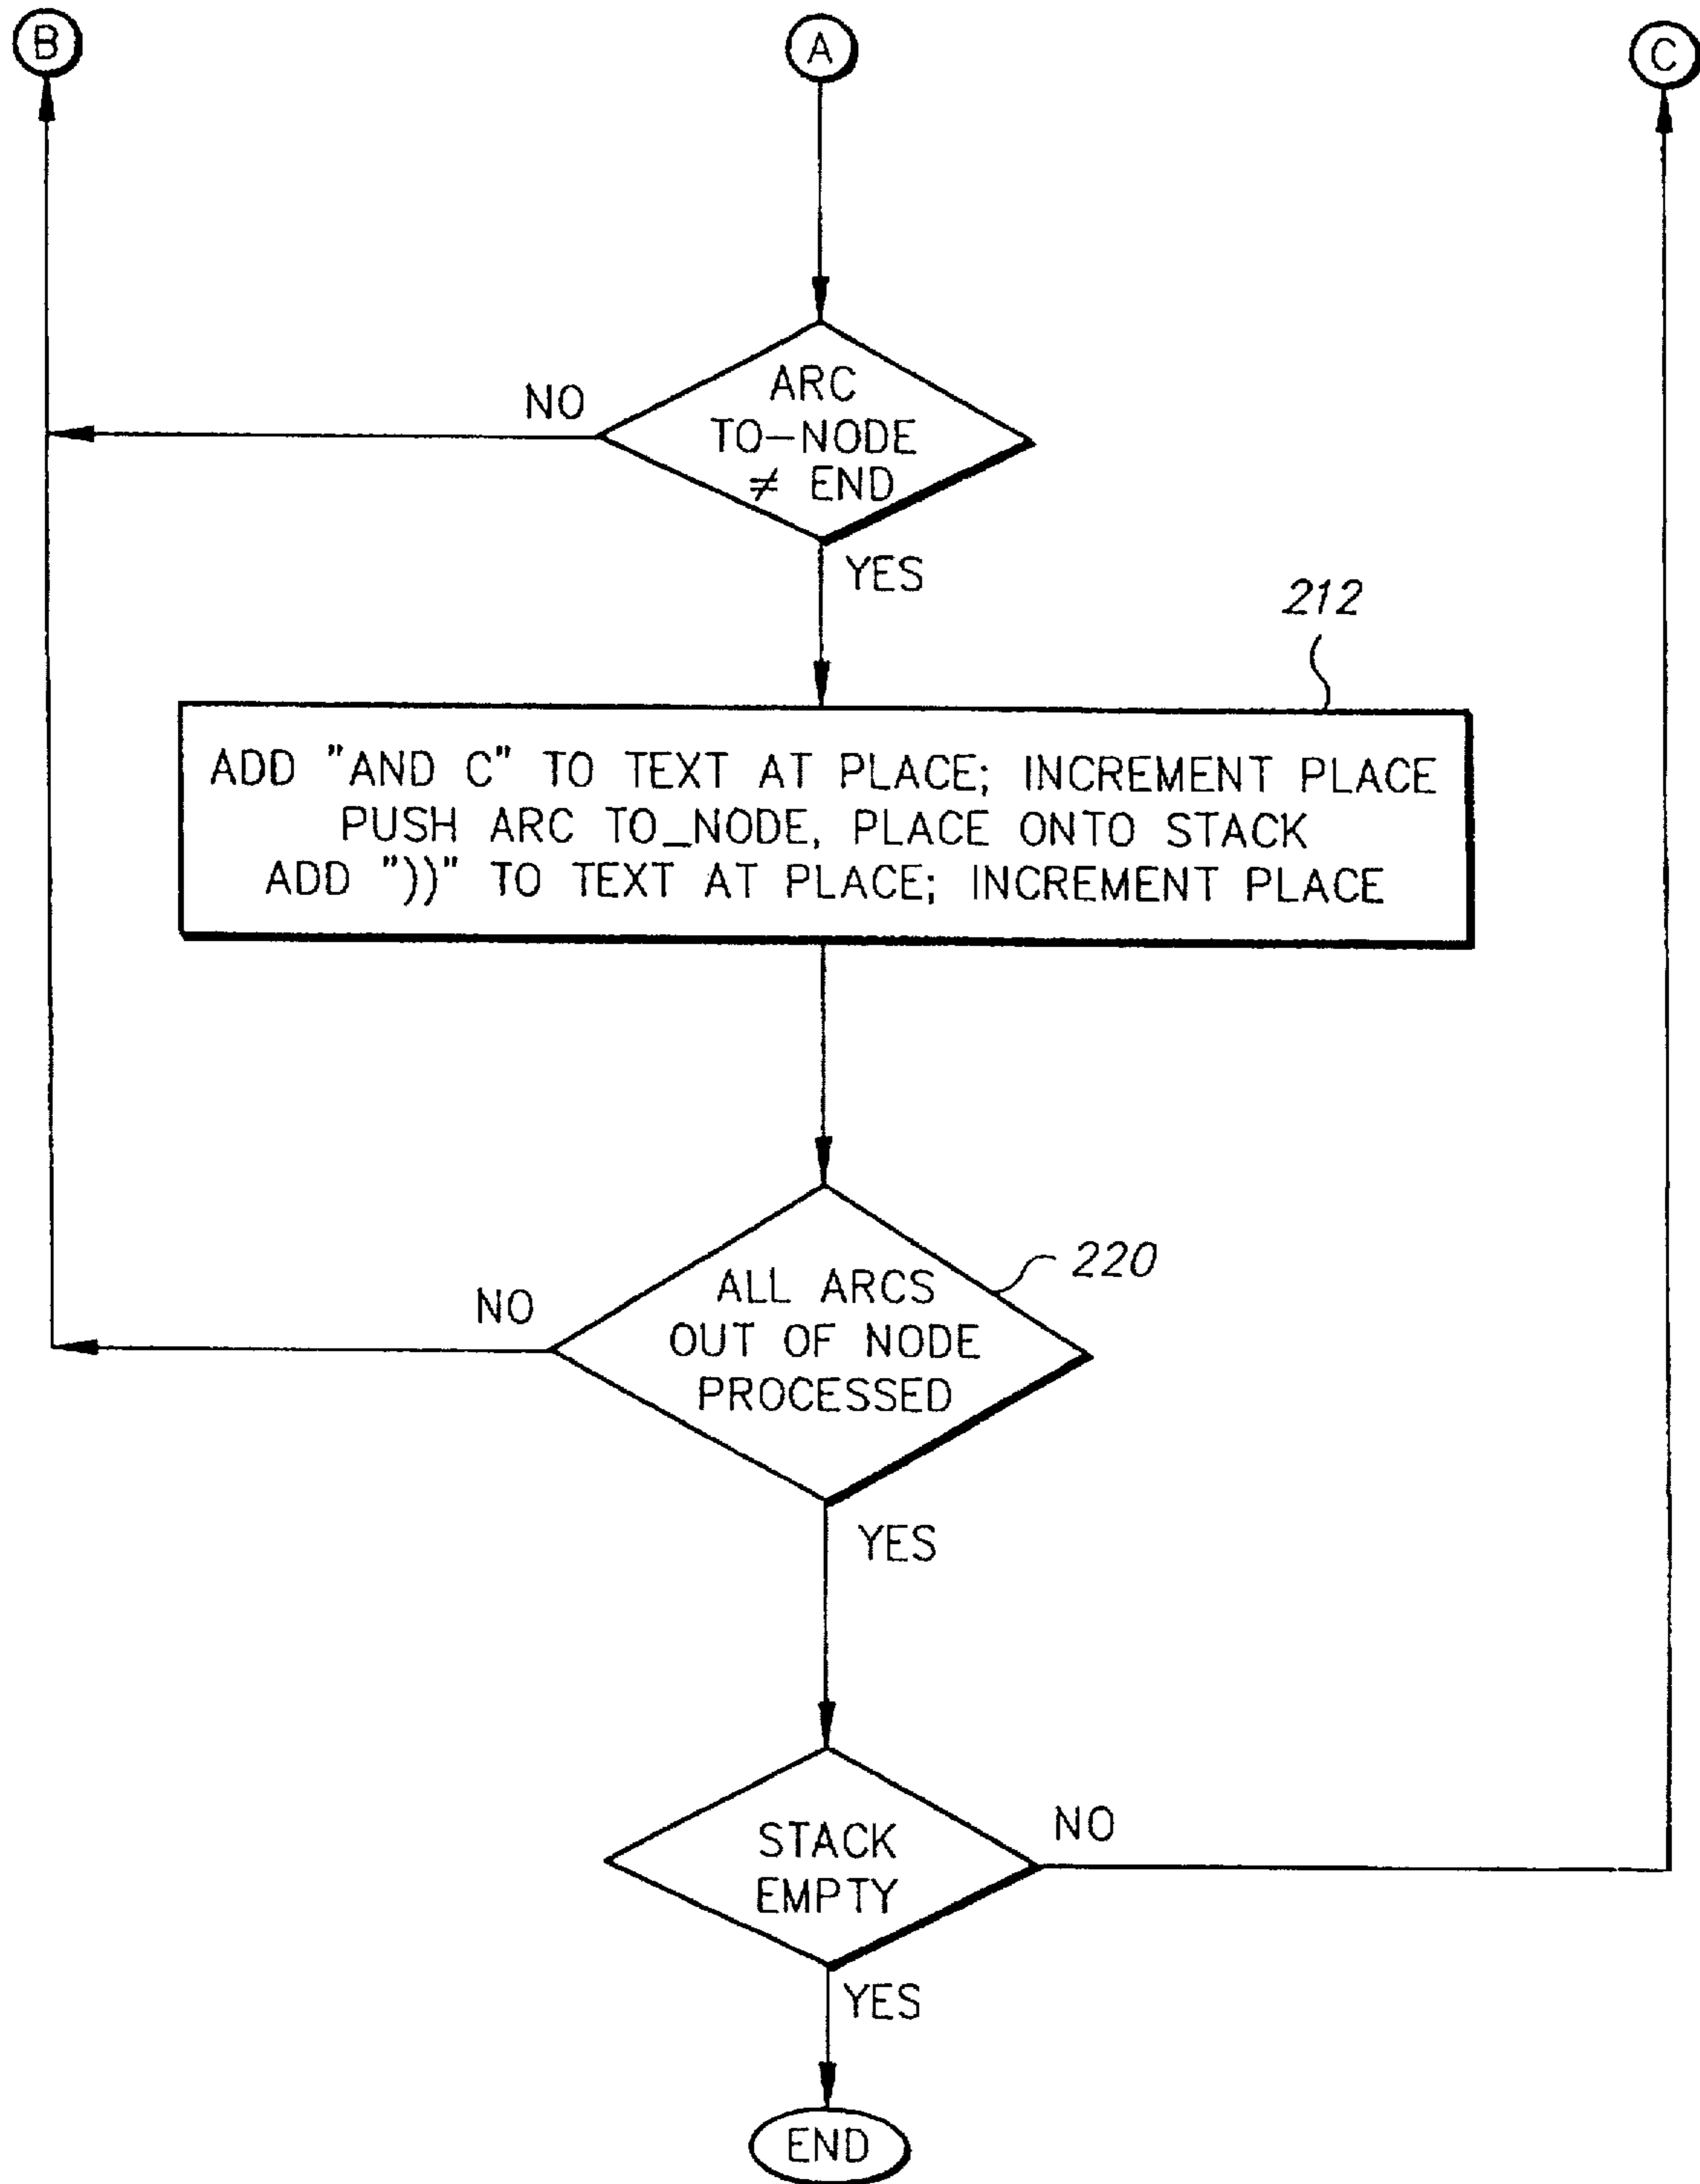 B
A
C
ARC
TO-NODE
≠ END
NO
YES
212
ADD "AND C" TO TEXT AT PLACE; INCREMENT PLACE
PUSH ARC TO_NODE, PLACE ONTO STACK
ADD "))" TO TEXT AT PLACE; INCREMENT PLACE
220
ALL ARCS
OUT OF NODE
PROCESSED
NO
YES
STACK
EMPTY
NO
YES
END